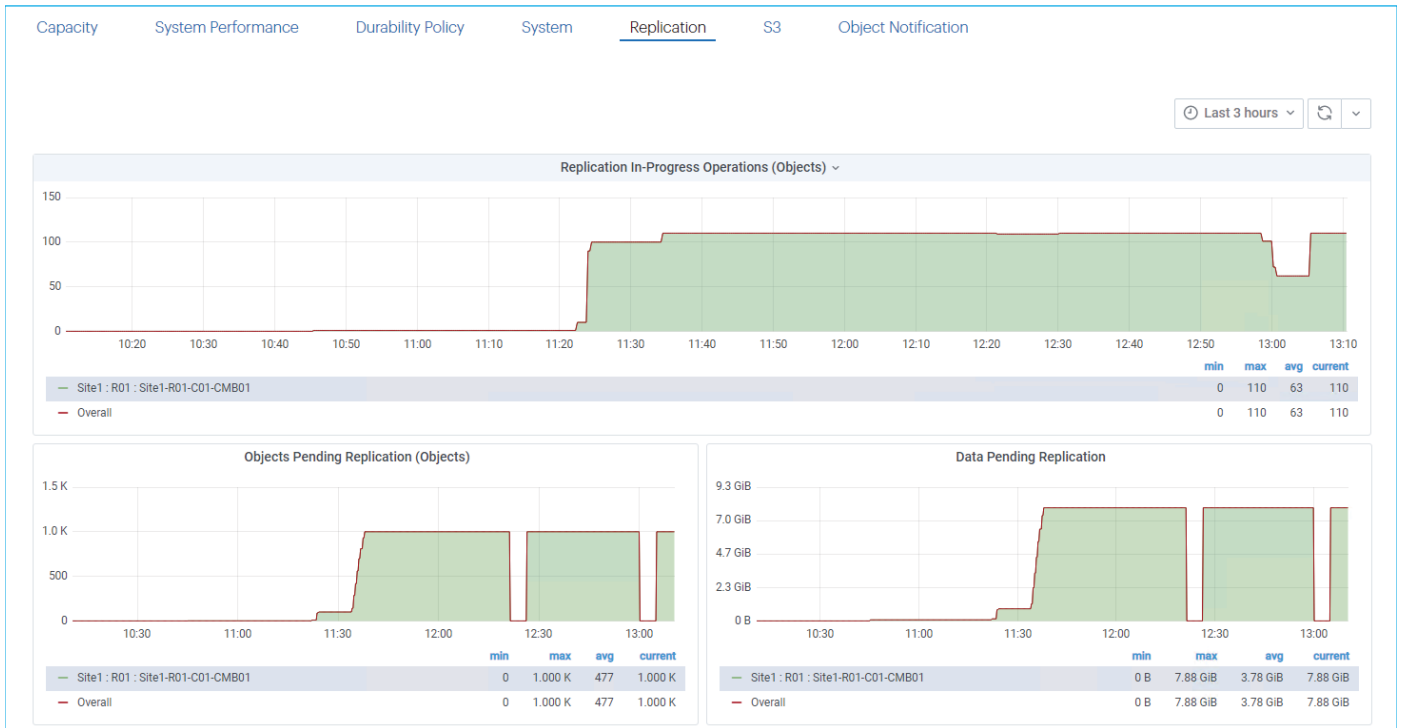 Capacity System Performance Durability Policy System Replication S3 Object Notification
Last 3 hours
Replication In-Progress Operations (Objects)
150
100
50
0
10:20 10:30 10:40 10:50 11:00 11:10 11:20 11:30 11:40 11:50 12:00 12:10 12:20 12:30 12:40 12:50 13:00 13:10
min max avg current
Site1 : R01 : Site1-R01-C01-CMB01 0 110 63 110
Overall 0 110 63 110
Objects Pending Replication (Objects)
1.5 K
1.0 K
500
0
10:30 11:00 11:30 12:00 12:30 13:00
min max avg current
Site1 : R01 : Site1-R01-C01-CMB01 0 1.000 K 477 1.000 K
Overall 0 1.000 K 477 1.000 K
Data Pending Replication
9.3 GiB
7.0 GiB
4.7 GiB
2.3 GiB
0 B
10:30 11:00 11:30 12:00 12:30 13:00
min max avg current
Site1 : R01 : Site1-R01-C01-CMB01 0 B 7.88 GiB 3.78 GiB 7.88 GiB
Overall 0 B 7.88 GiB 3.78 GiB 7.88 GiB